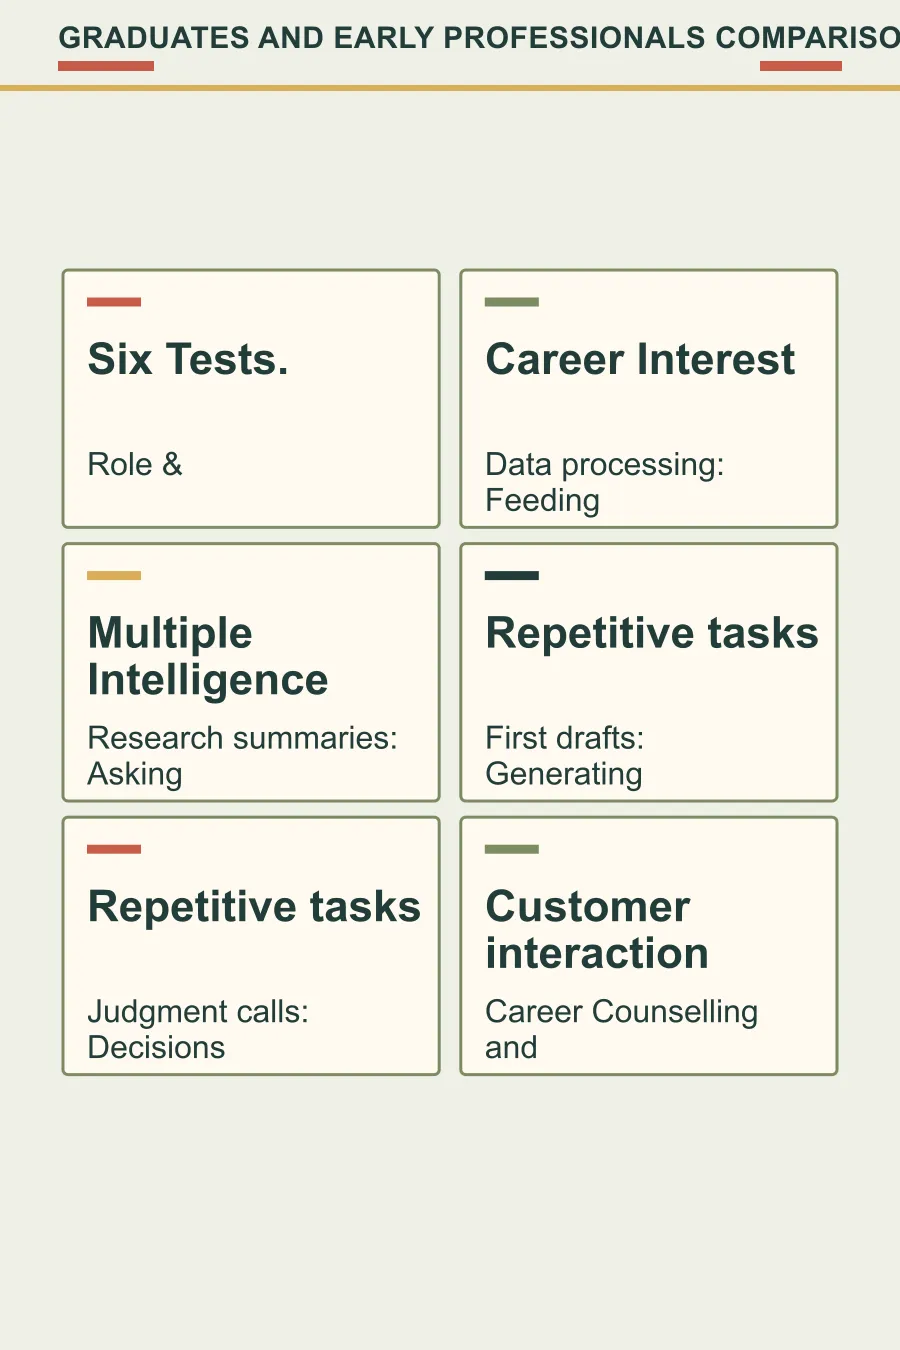 GRADUATES AND EARLY PROFESSIONALS COMPARISO
Six Tests.
Role &
Career Interest
Data processing:
Feeding
Multiple
Intelligence
Research summaries:
Asking
Repetitive tasks
First drafts:
Generating
Repetitive tasks
Judgment calls:
Decisions
Customer
interaction
Career Counselling
and